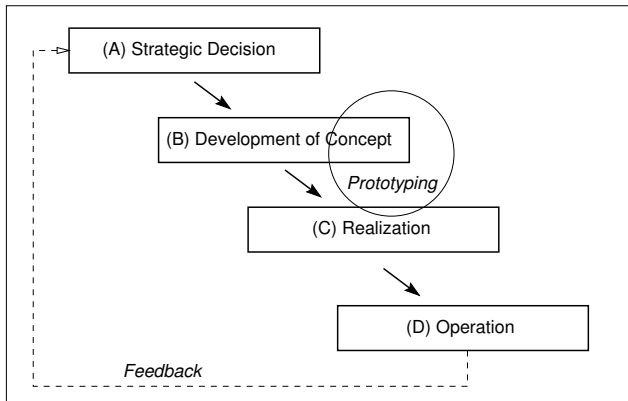 (A) Strategic Decision
(B) Development of Concept
Prototyping
(C) Realization
(D) Operation
Feedback